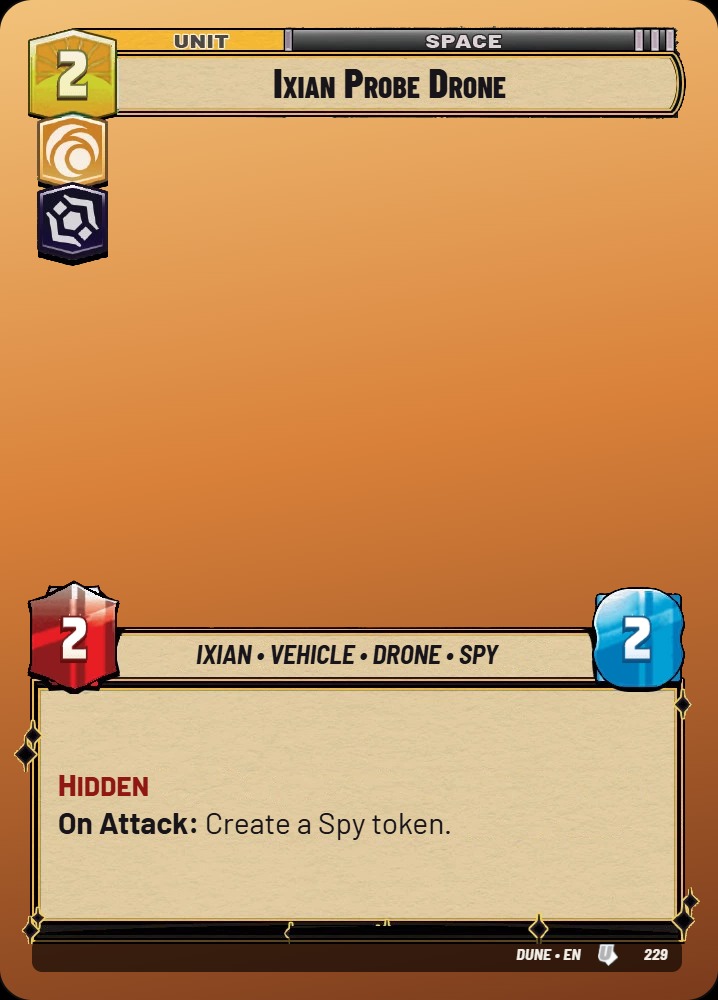 UNIT SPACE
2 IXIAN PROBE DRONE
2 IXIAN • VEHICLE • DRONE • SPY 2
HIDDEN
On Attack: Create a Spy token.
DUNE • EN U 229